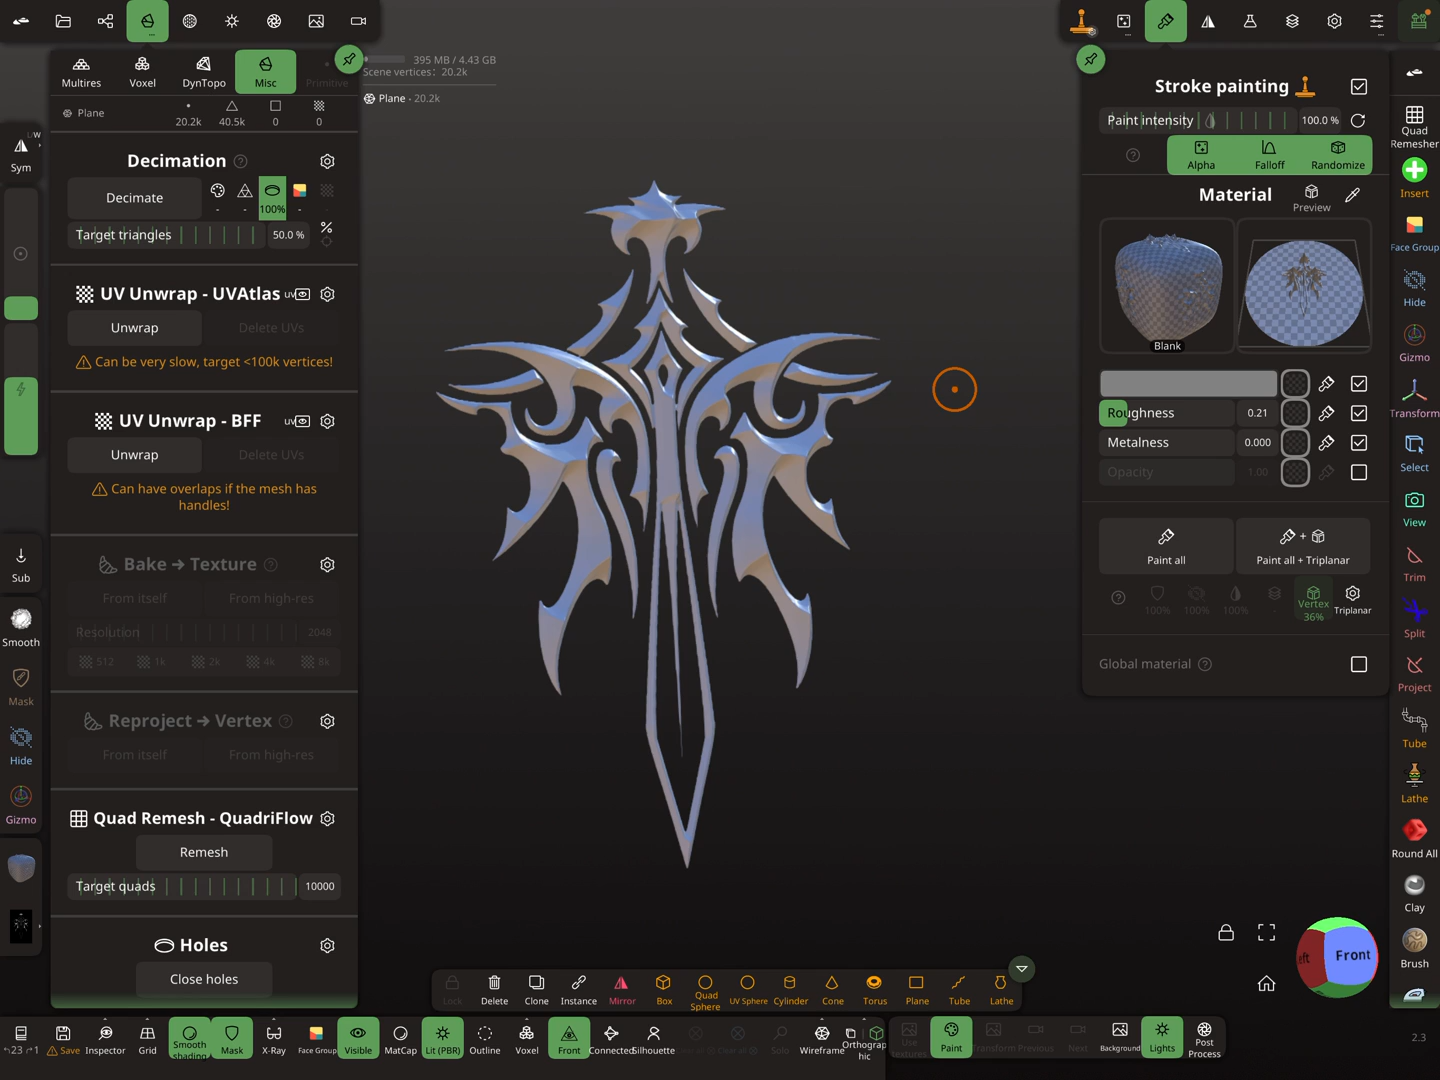 395 MB / 4.43 GB
Scene vertices: 20.2k
Plane - 20.2k
Multires
Voxel
DynTopo
Misc
Primitive
Plane
20.2k
40.5k
0
0
Decimation
Decimate
-
-
100%
-
-
Target triangles
50.0 %
%
UV Unwrap - UVAtlas
uv
Unwrap
Delete UVs
Can be very slow, target <100k vertices!
UV Unwrap - BFF
uv
Unwrap
Delete UVs
Can have overlaps if the mesh has
handles!
Bake → Texture
From itself
From high-res
Resolution
2048
512
1k
2k
4k
8k
Reproject → Vertex
From itself
From high-res
Quad Remesh - QuadriFlow
Remesh
Target quads
10000
Holes
Close holes
Sym
Sub
Smooth
Mask
Hide
Gizmo
Stroke painting
Paint intensity
100.0 %
Alpha
Falloff
Randomize
Material
Preview
Blank
Roughness
0.21
Metalness
0.000
Opacity
1.00
Paint all
+
Paint all + Triplanar
100%
100%
100%
-
Vertex
36%
Triplanar
Global material
Quad
Remesher
Insert
Face Group
Hide
Gizmo
Transform
Select
View
Trim
Split
Project
Tube
Lathe
Round All
Clay
Brush
Front
eft
Lock
Delete
Clone
Instance
Mirror
Box
Quad
Sphere
UV Sphere
Cylinder
Cone
Torus
Plane
Tube
Lathe
23
1
Save
Inspector
Grid
Smooth
shading
Mask
X-Ray
Face Group
Visible
MatCap
Lit (PBR)
Outline
Voxel
Front
Connected
Silhouette
Solo
Wireframe
Orthograp
hic
Use
textures
Paint
Transform
Previous
Next
Background
Lights
Post
Process
2.3